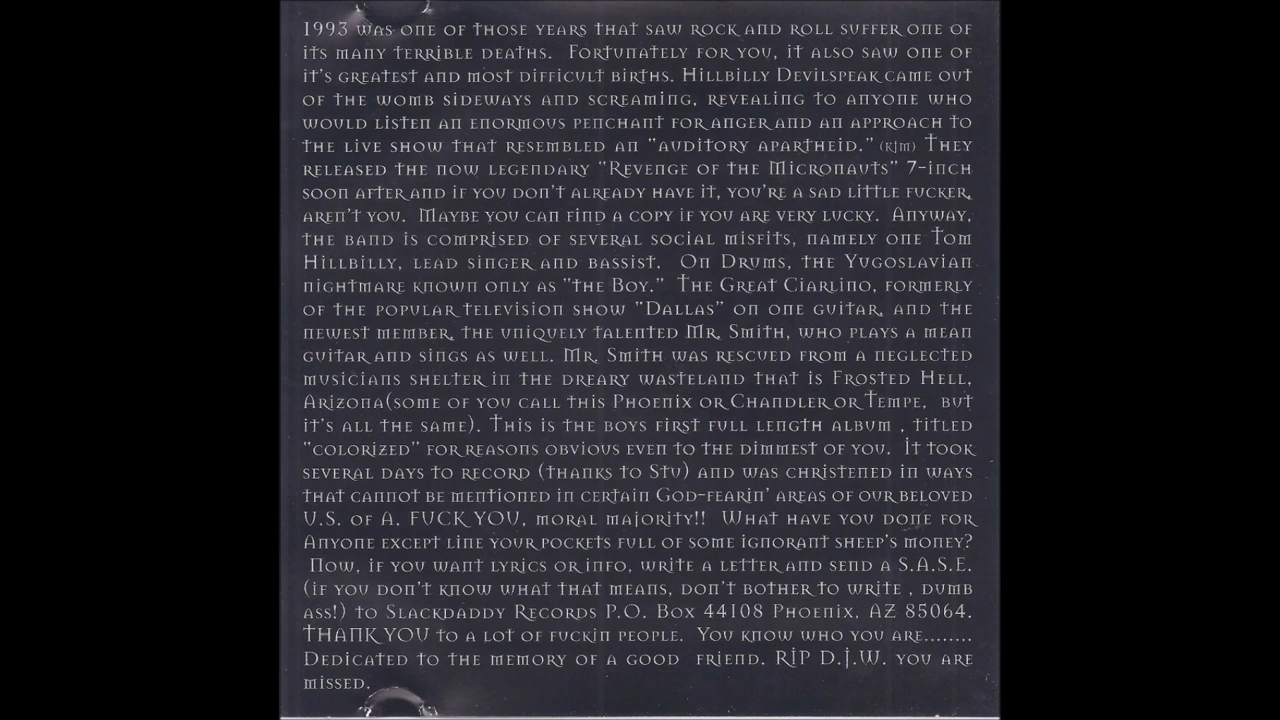 1993 was one of those years that saw rock and roll suffer one of
its many terrible deaths. Fortunately for you, it also saw one of
it's greatest and most difficult births. Hillbilly Devilspeak came out
of the womb sideways and screaming, revealing to anyone who
would listen an enormous penchant for anger and an approach to
the live show that resembled an "auditory apartheid." (RJM) They
released the now legendary "Revenge of the Micronauts" 7-inch
soon after and if you don't already have it, you're a sad little fucker,
aren't you. Maybe you can find a copy if you are very lucky. Anyway,
the band is comprised of several social misfits, namely one Tom
Hillbilly, lead singer and bassist. On Drums, the Yugoslavian
nightmare known only as "the Boy." The Great Ciarlino, formerly
of the popular television show "Dallas" on one guitar, and the
newest member, the uniquely talented Mr. Smith, who plays a mean
guitar and sings as well. Mr. Smith was rescued from a neglected
musicians shelter in the dreary wasteland that is Frosted Hell,
Arizona(some of you call this Phoenix or Chandler or Tempe, but
it's all the same). This is the boys first full length album , titled
"colorized" for reasons obvious even to the dimmest of you. It took
several days to record (thanks to Stu) and was christened in ways
that cannot be mentioned in certain God-fearin' areas of our beloved
U.S. of A. FUCK YOU, moral majority!! What have you done for
Anyone except line your pockets full of some ignorant sheep's money?
Now, if you want lyrics or info, write a letter and send a S.A.S.E.
(if you don't know what that means, don't bother to write , dumb
ass!) to Slackdaddy Records P.O. Box 44108 Phoenix, AZ 85064.
THANK YOU to a lot of fuckin people. You know who you are........
Dedicated to the memory of a good friend. RIP D.J.W. you are
missed.